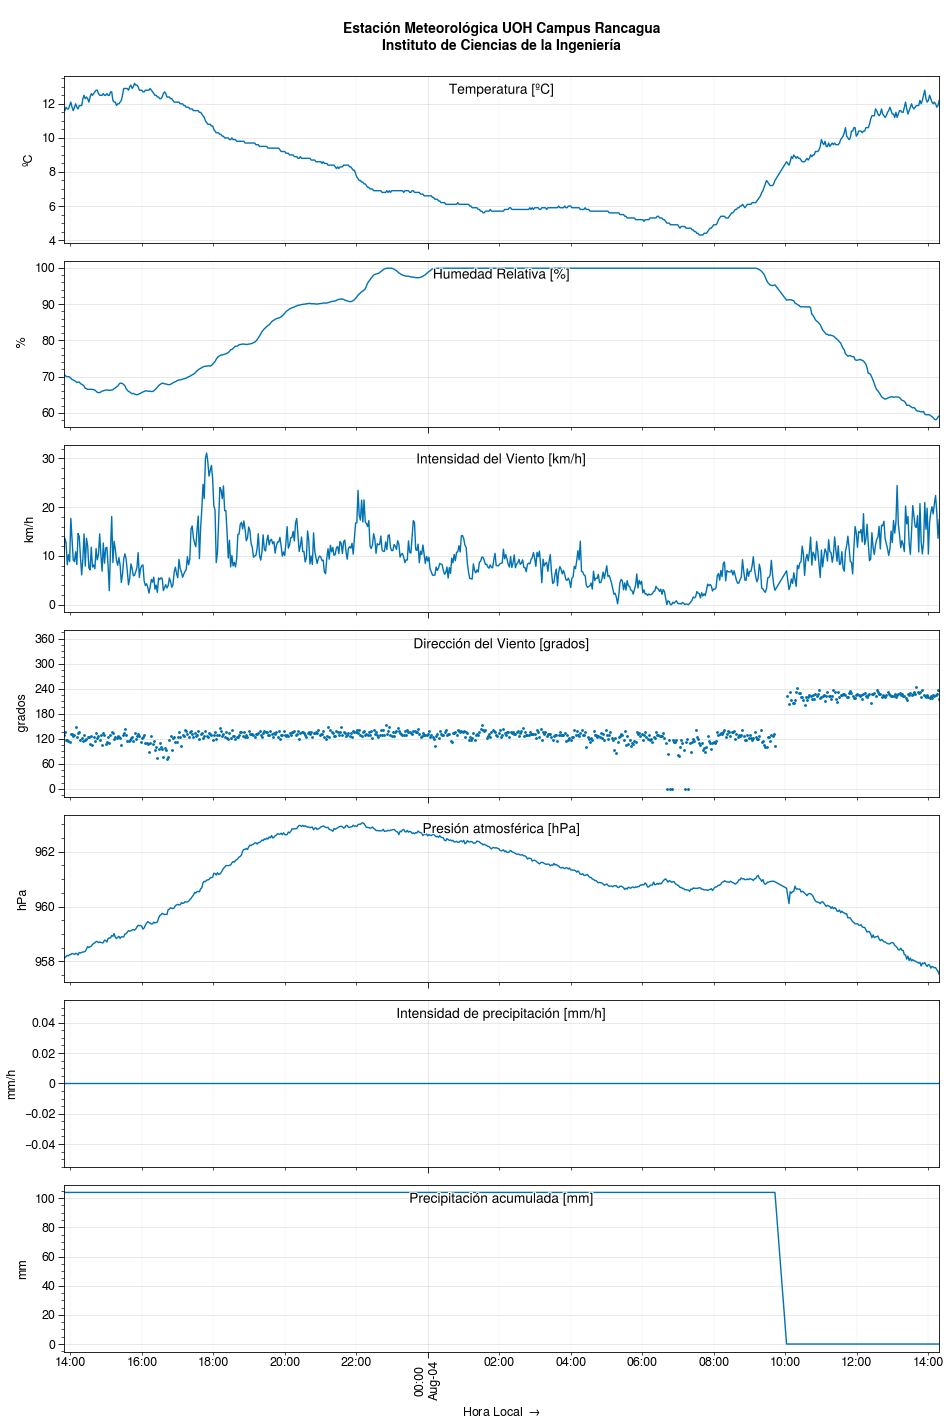 Estación Meteorológica UOH Campus Rancagua
Instituto de Ciencias de la Ingeniería
Temperatura [ºC]
12
10
8
6
4
ºC
Humedad Relativa [%]
100
90
80
70
60
%
Intensidad del Viento [km/h]
30
20
10
0
km/h
Dirección del Viento [grados]
360
300
240
180
120
60
0
grados
Presión atmosférica [hPa]
962
960
958
hPa
Intensidad de precipitación [mm/h]
0.04
0.02
0
−0.02
−0.04
mm/h
Precipitación acumulada [mm]
100
80
60
40
20
0
mm
14:00 16:00 18:00 20:00 22:00 00:00 02:00 04:00 06:00 08:00 10:00 12:00 14:00
Aug-04
Hora Local →